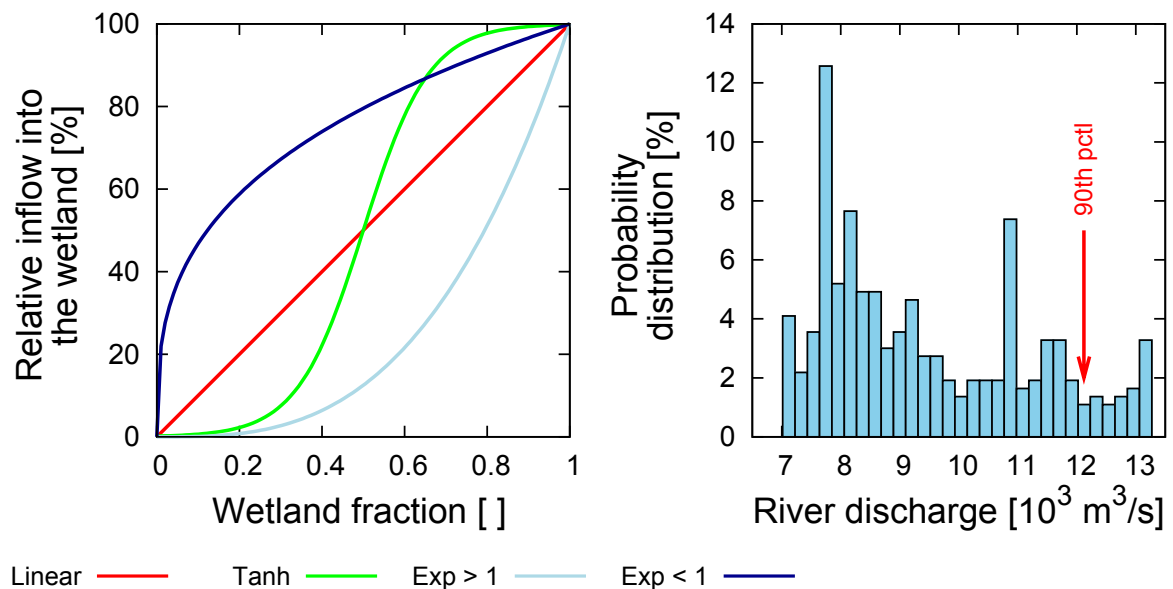 Relative inflow into
the wetland [%]
100
80
60
40
20
0
0 0.2 0.4 0.6 0.8 1
Wetland fraction [ ]
Probability
distribution [%]
14
12
10
8
6
4
2
0
90th pctl
7 8 9 10 11 12 13
River discharge [10³ m³/s]
Linear Tanh Exp > 1 Exp < 1